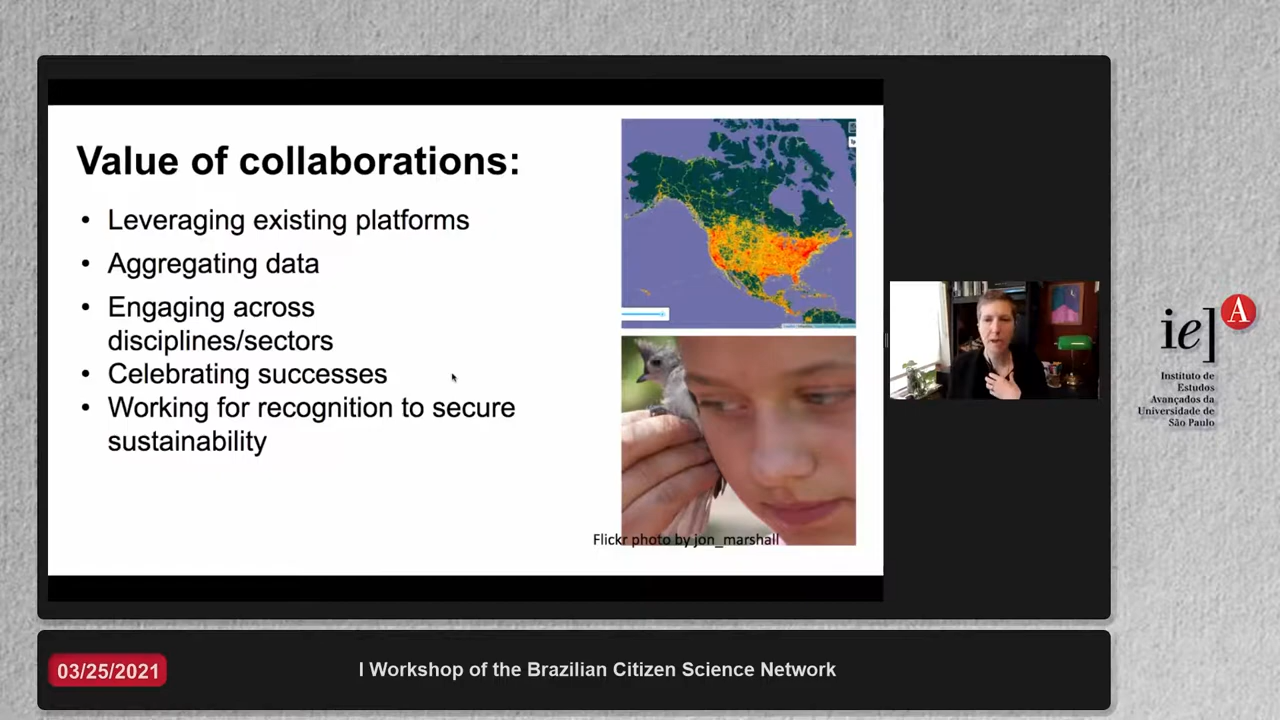 Value of collaborations:
• Leveraging existing platforms
• Aggregating data
• Engaging across
disciplines/sectors
• Celebrating successes
• Working for recognition to secure
sustainability
Flickr photo by jon_marshall
ie] A
Instituto de
Estudos
Avançados da
Universidade de
São Paulo
03/25/2021
I Workshop of the Brazilian Citizen Science Network